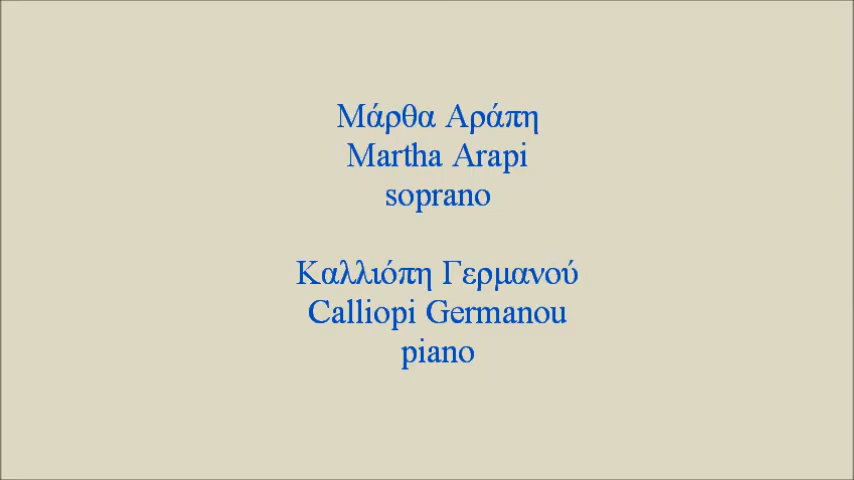 Μάρθα Αράπη
Martha Arapi
soprano
Καλλιόπη Γερμανού
Calliopi Germanou
piano